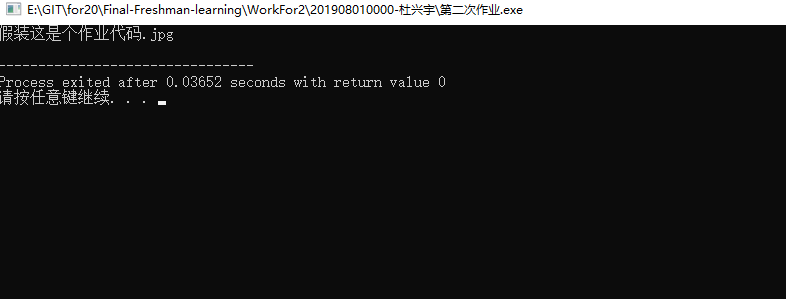 E:\GIT\for20\Final-Freshman-learning\WorkFor2\201908010000-杜兴宇\第二次作业.exe
假装这是个作业代码.jpg
--------------------------------
Process exited after 0.03652 seconds with return value 0
请按任意键继续. . .